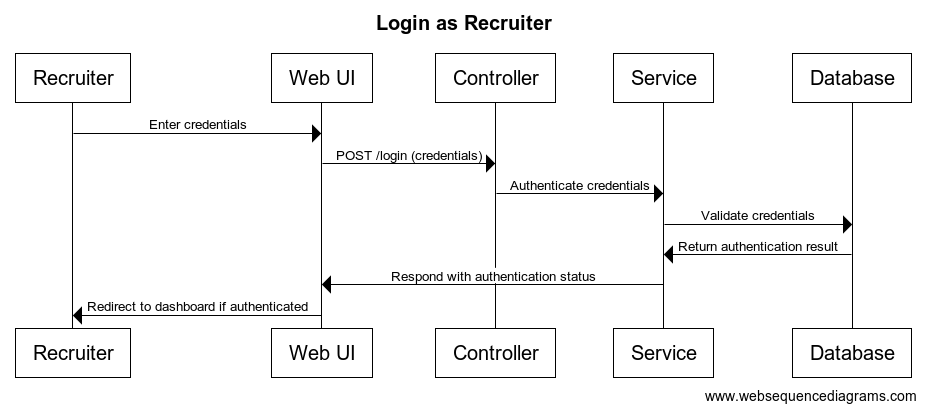 Login as Recruiter
Recruiter
Web UI
Controller
Service
Database
Enter credentials
POST /login (credentials)
Authenticate credentials
Validate credentials
Return authentication result
Respond with authentication status
Redirect to dashboard if authenticated
Recruiter
Web UI
Controller
Service
Database
www.websequencediagrams.com